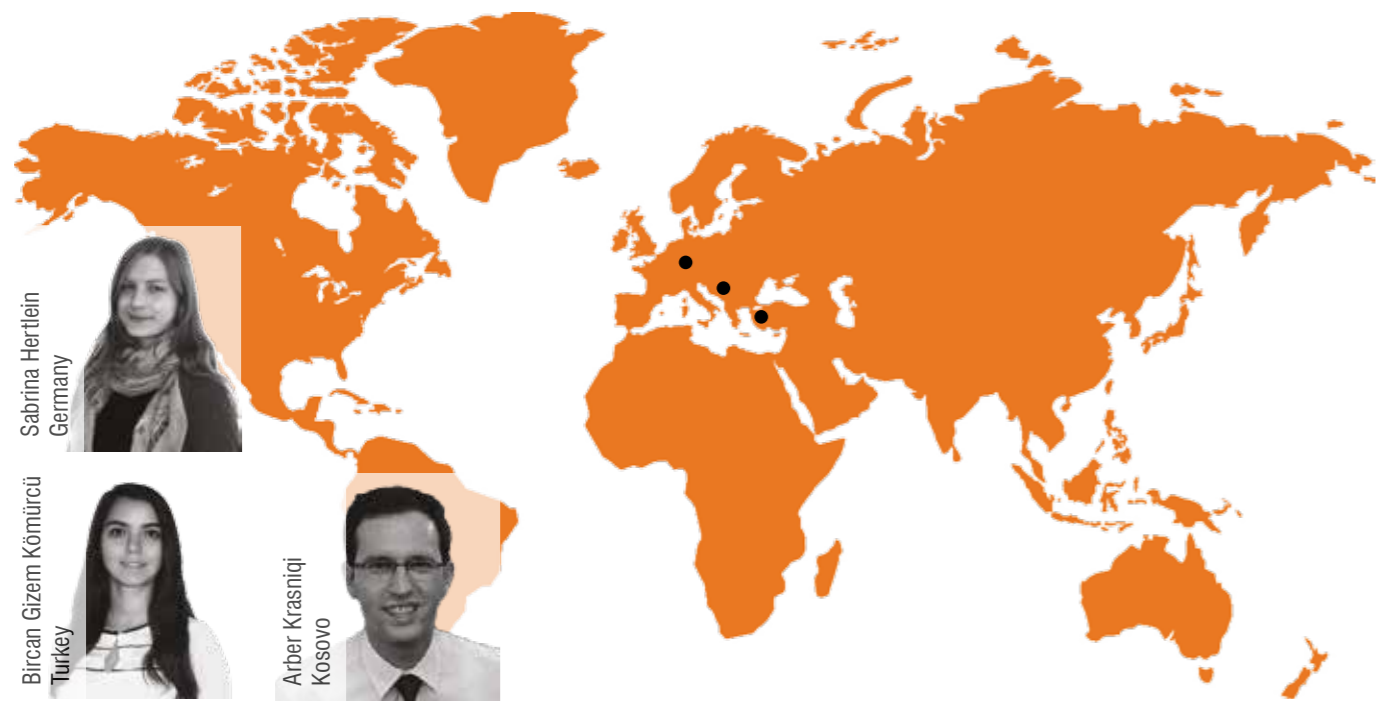 Sabrina Hertlein
Germany
Bircan Gizem Kömürcü
Turkey
Arber Krasniqi
Kosovo